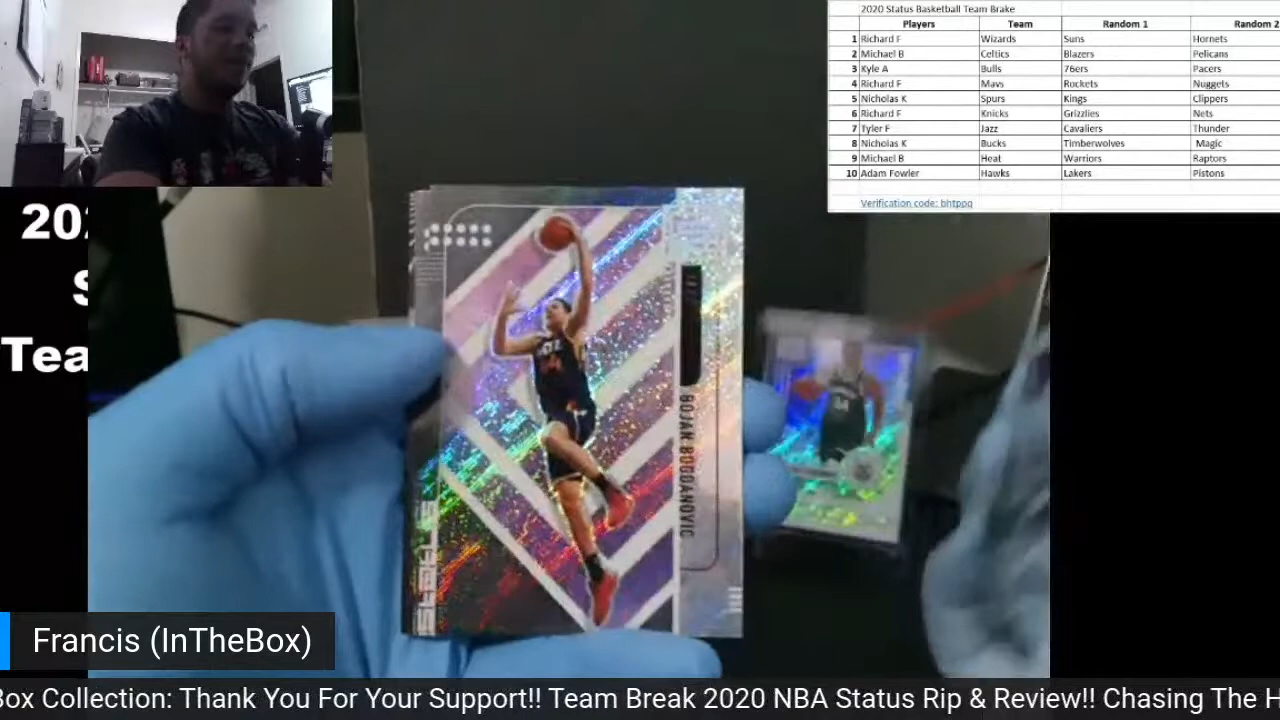 2020 Status Basketball Team Brake
Players Team Random 1 Random 2
1 Richard F Wizards Suns Hornets
2 Michael B Celtics Blazers Pelicans
3 Kyle A Bulls 76ers Pacers
4 Richard F Mavs Rockets Nuggets
5 Nicholas K Spurs Kings Clippers
6 Richard F Knicks Grizzlies Nets
7 Tyler F Jazz Cavaliers Thunder
8 Nicholas K Bucks Timberwolves Magic
9 Michael B Heat Warriors Raptors
10 Adam Fowler Hawks Lakers Pistons
Verification code: bhtppq
202
S
Tea
BOJAN BOGDANOVIC
34
Francis (InTheBox)
Box Collection: Thank You For Your Support!! Team Break 2020 NBA Status Rip & Review!! Chasing The H